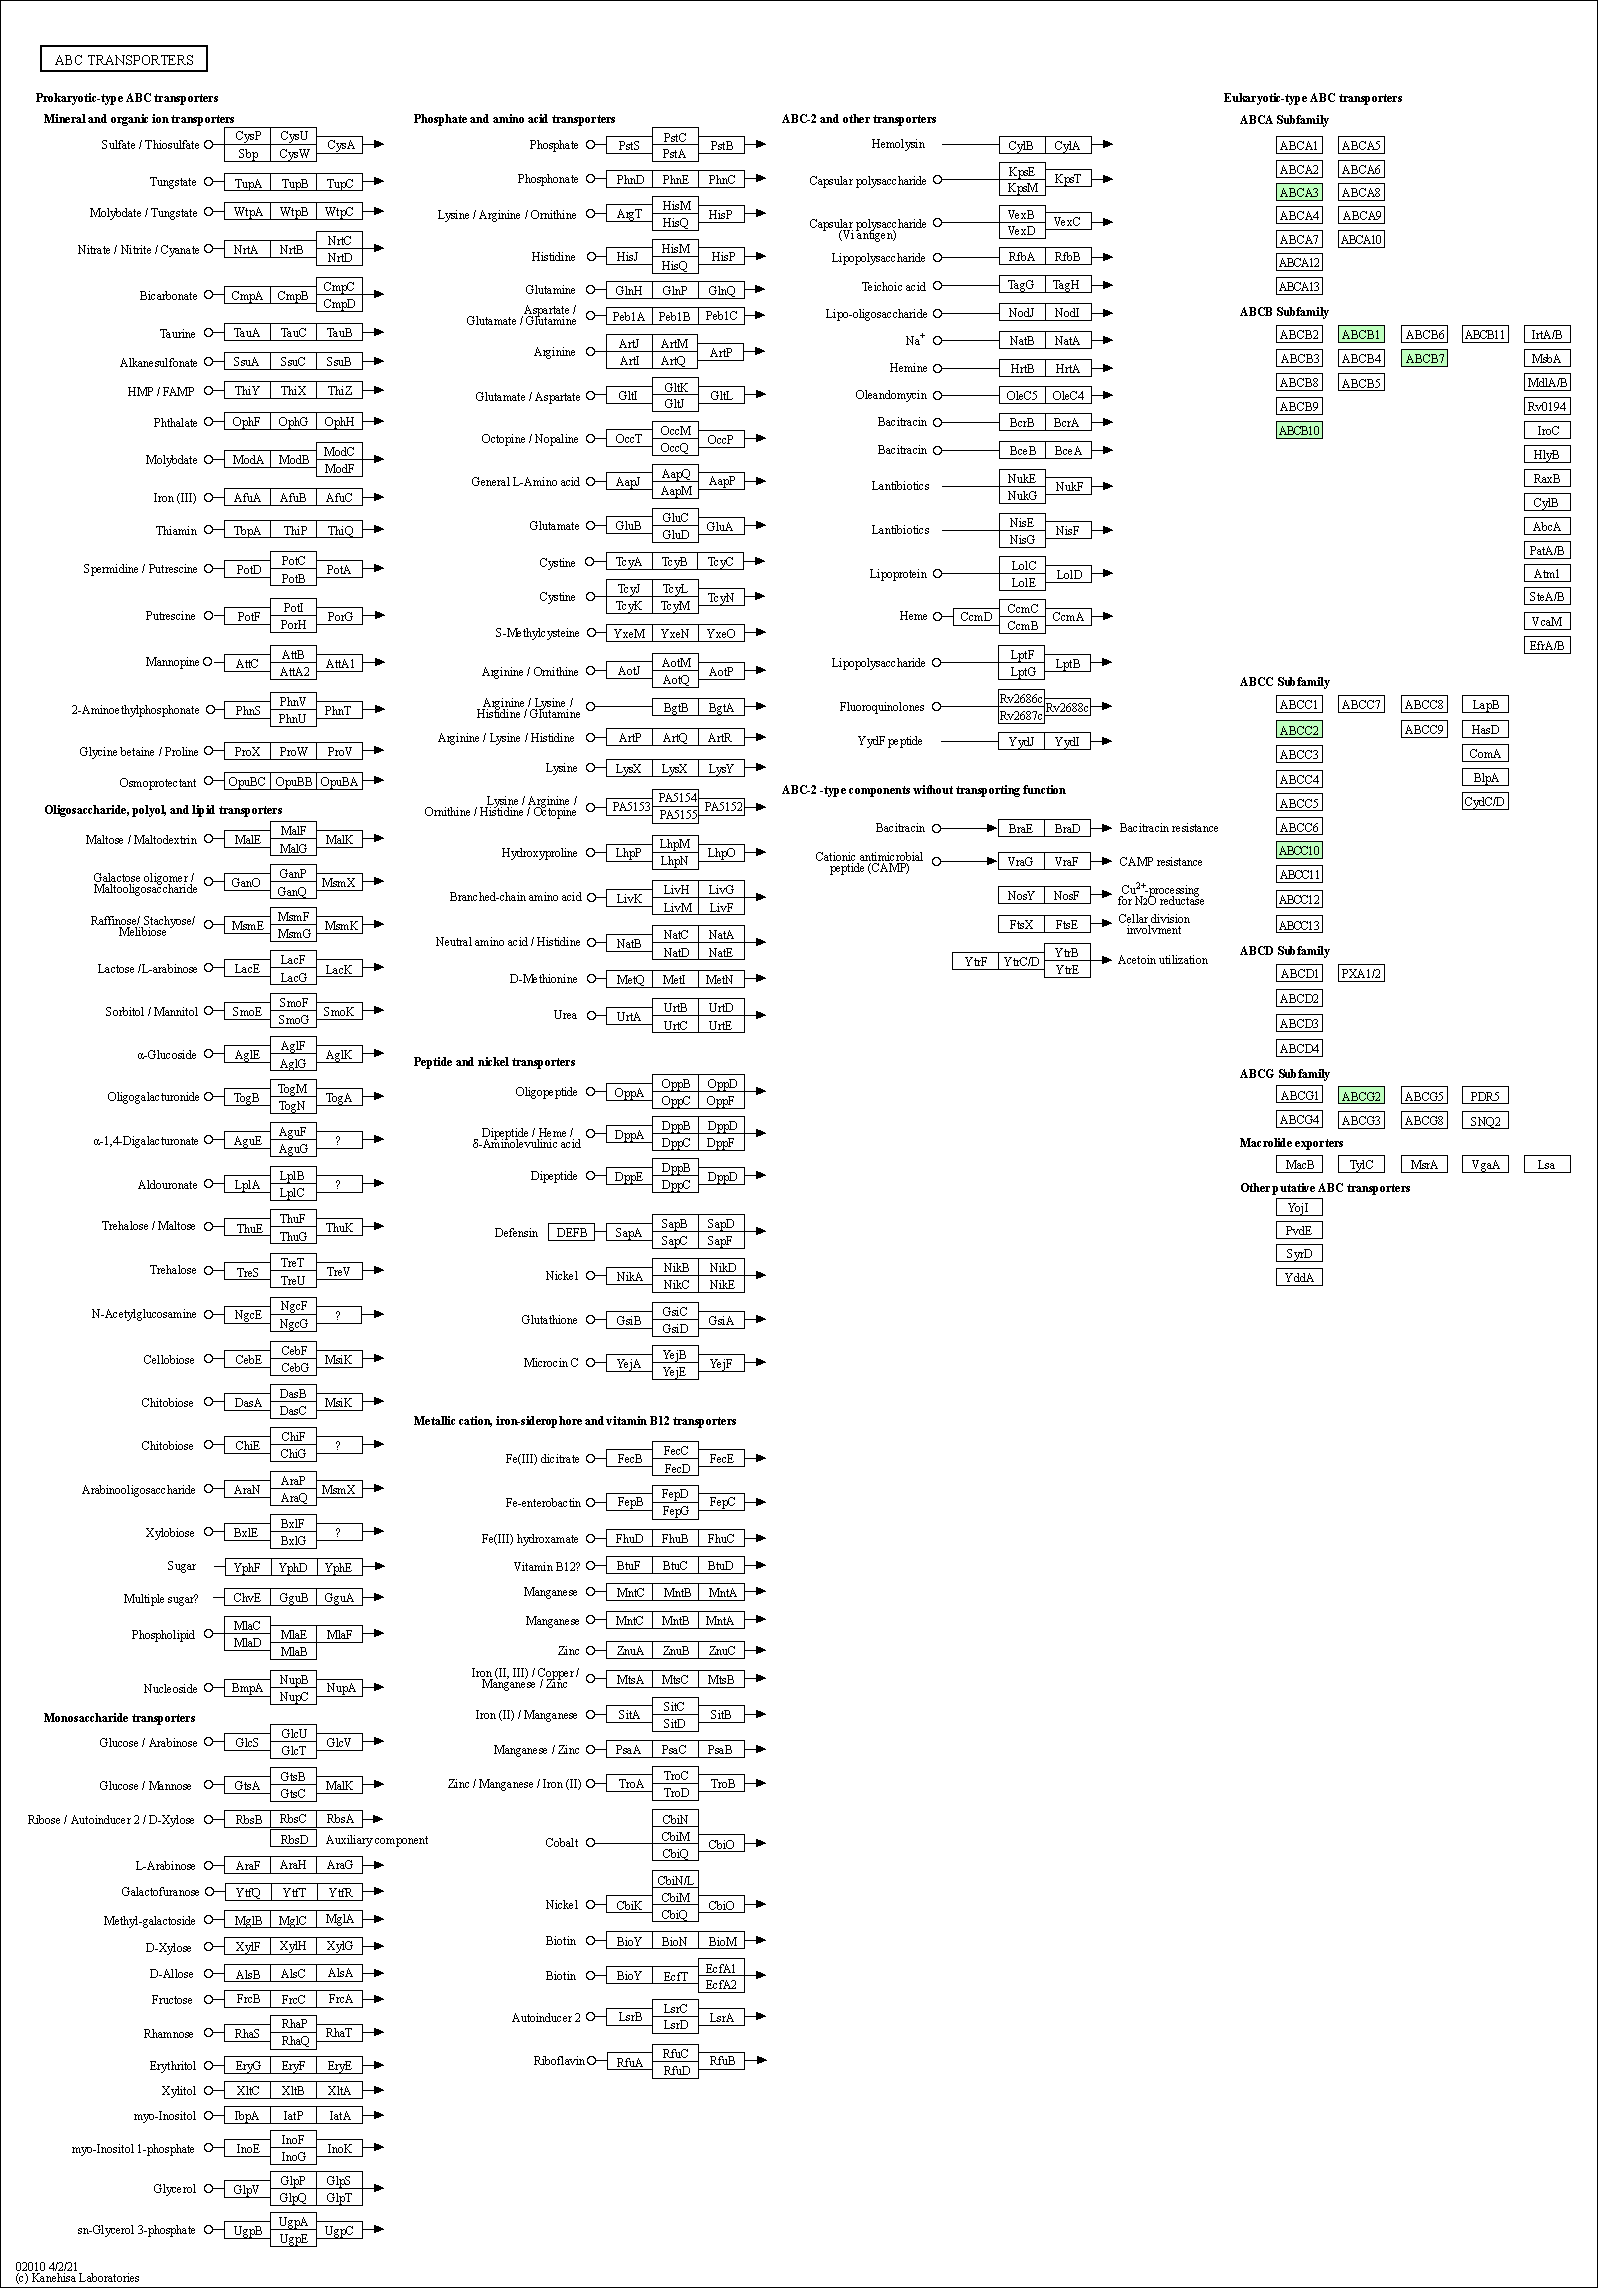 ABC TRANSPORTERS
Prokaryotic-type ABC transporters
Mineral and organic ion transporters
CysP CysU
Sulfate / Thiosulfate CysA
Sbp CysW
Tungstate TupA TupB TupC
Molybdate / Tungstate WtpA WtpB WtpC
NrtC
Nitrate / Nitrite / Cyanate NrtA NrtB
NrtD
CmpC
Bicarbonate CmpA CmpB
CmpD
Taurine TauA TauC TauB
Alkanesulfonate SsuA SsuC SsuB
HMP / FAMP ThiY ThiX ThiZ
Phthalate OphF OphG OphH
ModC
Molybdate ModA ModB
ModF
Iron (III) AfuA AfuB AfuC
Thiamin TbpA ThiP ThiQ
PotC
Spermidine / Putrescine PotD PotA
PotB
PotI
Putrescine PotF PorG
PorH
AttB
Mannopine AttC AttA1
AttA2
PhnV
2-Aminoethylphosphonate PhnS PhnT
PhnU
Glycine betaine / Proline ProX ProW ProV
Osmoprotectant OpuBC OpuBB OpuBA
Oligosaccharide, polyol, and lipid transporters
MalF
Maltose / Maltodextrin MalE MalK
MalG
GanP
Galactose oligomer / GanO MsmX
Maltooligosaccharide GanQ
MsmF
Raffinose/ Stachyose/ MsmE MsmK
Melibiose MsmG
LacF
Lactose /L-arabinose LacE LacK
LacG
SmoF
Sorbitol / Mannitol SmoE SmoK
SmoG
AglF
α-Glucoside AglE AglK
AglG
TogM
Oligogalacturonide TogB TogA
TogN
AguF
α-1,4-Digalacturonate AguE ?
AguG
LplB
Aldouronate LplA ?
LplC
ThuF
Trehalose / Maltose ThuE ThuK
ThuG
TreT
Trehalose TreS TreV
TreU
NgcF
N-Acetylglucosamine NgcE ?
NgcG
CebF
Cellobiose CebE MsiK
CebG
DasB
Chitobiose DasA MsiK
DasC
ChiF
Chitobiose ChiE ?
ChiG
AraP
Arabinooligosaccharide AraN MsmX
AraQ
BxlF
Xylobiose BxlE ?
BxlG
Sugar YphF YphD YphE
Multiple sugar? ChvE GguB GguA
MlaC
Phospholipid MlaE MlaF
MlaD
MlaB
NupB
Nucleoside BmpA NupA
NupC
Monosaccharide transporters
GlcU
Glucose / Arabinose GlcS GlcV
GlcT
GtsB
Glucose / Mannose GtsA MalK
GtsC
Ribose / Autoinducer 2 / D-Xylose RbsB RbsC RbsA
RbsD Auxiliary component
L-Arabinose AraF AraH AraG
Galactofuranose YtfQ YtfT YtfR
Methyl-galactoside MglB MglC MglA
D-Xylose XylF XylH XylG
D-Allose AlsB AlsC AlsA
Fructose FrcB FrcC FrcA
RhaP
Rhamnose RhaS RhaT
RhaQ
Erythritol EryG EryF EryE
Xylitol XltC XltB XltA
myo-Inositol IbpA IatP IatA
InoF
myo-Inositol 1-phosphate InoE InoK
InoG
GlpP GlpS
Glycerol GlpV
GlpQ GlpT
UgpA
sn-Glycerol 3-phosphate UgpB UgpC
UgpE
02010 4/2/21
(c) Kanehisa Laboratories
Phosphate and amino acid transporters
PstC
Phosphate PstS PstB
PstA
Phosphonate PhnD PhnE PhnC
HisM
Lysine / Arginine / Ornithine ArgT HisP
HisQ
HisM
Histidine HisJ HisP
HisQ
Glutamine GlnH GlnP GlnQ
Aspartate /
Glutamate / Glutamine Peb1A Peb1B Peb1C
ArtJ ArtM
Arginine ArtP
ArtI ArtQ
GltK
Glutamate / Aspartate GltI GltL
GltJ
OccM
Octopine / Nopaline OccT OccP
OccQ
AapQ
General L-Amino acid AapJ AapP
AapM
GluC
Glutamate GluB GluA
GluD
Cystine TcyA TcyB TcyC
TcyJ TcyL
Cystine TcyN
TcyK TcyM
S-Methylcysteine YxeM YxeN YxeO
AotM
Arginine / Ornithine AotJ AotP
AotQ
Arginine / Lysine / BgtB BgtA
Histidine / Glutamine
Arginine / Lysine / Histidine ArtP ArtQ ArtR
Lysine LysX LysX LysY
PA5154
Lysine / Arginine / PA5153 PA5152
Ornithine / Histidine / Octopine PA5155
LhpM
Hydroxyproline LhpP LhpO
LhpN
LivH LivG
Branched-chain amino acid LivK
LivM LivF
NatC NatA
Neutral amino acid / Histidine NatB
NatD NatE
D-Methionine MetQ MetI MetN
UrtB UrtD
Urea UrtA
UrtC UrtE
Peptide and nickel transporters
OppB OppD
Oligopeptide OppA
OppC OppF
DppB DppD
Dipeptide / Heme / DppA
δ-Aminolevulinic acid DppC DppF
DppB
Dipeptide DppE DppD
DppC
SapB SapD
Defensin DEFB SapA
SapC SapF
NikB NikD
Nickel NikA
NikC NikE
GsiC
Glutathione GsiB GsiA
GsiD
YejB
Microcin C YejA YejF
YejE
Metallic cation, iron-siderophore and vitamin B12 transporters
FecC
Fe(III) dicitrate FecB FecE
FecD
FepD
Fe-enterobactin FepB FepC
FepG
Fe(III) hydroxamate FhuD FhuB FhuC
Vitamin B12? BtuF BtuC BtuD
Manganese MntC MntB MntA
Manganese MntC MntB MntA
Zinc ZnuA ZnuB ZnuC
Iron (II, III) / Copper / MtsA MtsC MtsB
Manganese / Zinc
SitC
Iron (II) / Manganese SitA SitB
SitD
Manganese / Zinc PsaA PsaC PsaB
TroC
Zinc / Manganese / Iron (II) TroA TroB
TroD
CbiN
CbiM
Cobalt CbiO
CbiQ
CbiN/L
CbiM
Nickel CbiK CbiO
CbiQ
Biotin BioY BioN BioM
EcfA1
Biotin BioY EcfT
EcfA2
LsrC
Autoinducer 2 LsrB LsrA
LsrD
RfuC
Riboflavin RfuA RfuB
RfuD
ABC-2 and other transporters
Hemolysin CylB CylA
KpsE
Capsular polysaccharide KpsT
KpsM
VexB
Capsular polysaccharide VexC
(Vi antigen) VexD
Lipopolysaccharide RfbA RfbB
Teichoic acid TagG TagH
Lipo-oligosaccharide NodJ NodI
Na+ NatB NatA
Hemine HrtB HrtA
Oleandomycin OleC5 OleC4
Bacitracin BcrB BcrA
Bacitracin BceB BceA
NukE
Lantibiotics NukF
NukG
NisE
Lantibiotics NisF
NisG
LolC
Lipoprotein LolD
LolE
CcmC
Heme CcmD CcmA
CcmB
LptF
Lipopolysaccharide LptB
LptG
Rv2686c
Fluoroquinolones Rv2688c
Rv2687c
YydF peptide YydJ YydI
ABC-2 -type components without transporting function
Bacitracin BraE BraD Bacitracin resistance
Cationic antimicrobial VraG VraF CAMP resistance
peptide (CAMP)
NosY NosF Cu2+-processing
for N2O reductase
FtsX FtsE Cellar division
involvment
YtrB
YtrF YtrC/D Acetoin utilization
YtrE
Eukaryotic-type ABC transporters
ABCA Subfamily
ABCA1 ABCA5
ABCA2 ABCA6
ABCA3 ABCA8
ABCA4 ABCA9
ABCA7 ABCA10
ABCA12
ABCA13
ABCB Subfamily
ABCB2 ABCB1 ABCB6 ABCB11 IrtA/B
ABCB3 ABCB4 ABCB7 MsbA
ABCB8 ABCB5 MdlA/B
ABCB9 Rv0194
ABCB10 IroC
HlyB
RaxB
CylB
AbcA
PatA/B
Atm1
SteA/B
VcaM
EfrA/B
ABCC Subfamily
ABCC1 ABCC7 ABCC8 LapB
ABCC2 ABCC9 HasD
ABCC3 ComA
ABCC4 BlpA
ABCC5 CydC/D
ABCC6
ABCC10
ABCC11
ABCC12
ABCC13
ABCD Subfamily
ABCD1 PXA1/2
ABCD2
ABCD3
ABCD4
ABCG Subfamily
ABCG1 ABCG2 ABCG5 PDR5
ABCG4 ABCG3 ABCG8 SNQ2
Macrolide exporters
MacB TylC MsrA VgaA Lsa
Other putative ABC transporters
YojI
PvdE
SyrD
YddA